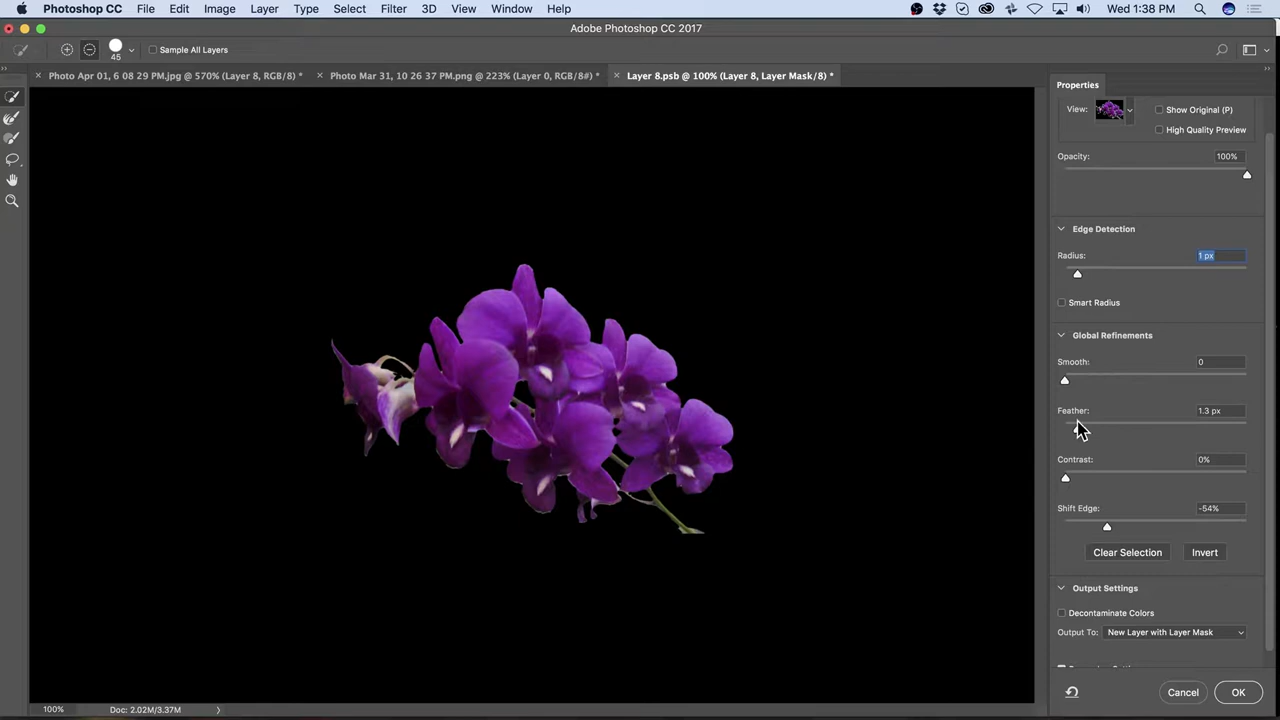 Photoshop CC File Edit Image Layer Type Select Filter 3D View Window Help Wed 1:38 PM
Adobe Photoshop CC 2017
45 Sample All Layers
Photo Apr 01, 6 08 29 PM.jpg @ 570% (Layer 8, RGB/8) * Photo Mar 31, 10 26 37 PM.png @ 223% (Layer 0, RGB/8#) * Layer 8.psb @ 100% (Layer 8, Layer Mask/8) *
Properties
View: Show Original (P)
High Quality Preview
Opacity: 100%
Edge Detection
Radius: 1 px
Smart Radius
Global Refinements
Smooth: 0
Feather: 1.3 px
Contrast: 0%
Shift Edge: -54%
Clear Selection Invert
Output Settings
Decontaminate Colors
Output To: New Layer with Layer Mask
Cancel OK
100% Doc: 2.02M/3.37M